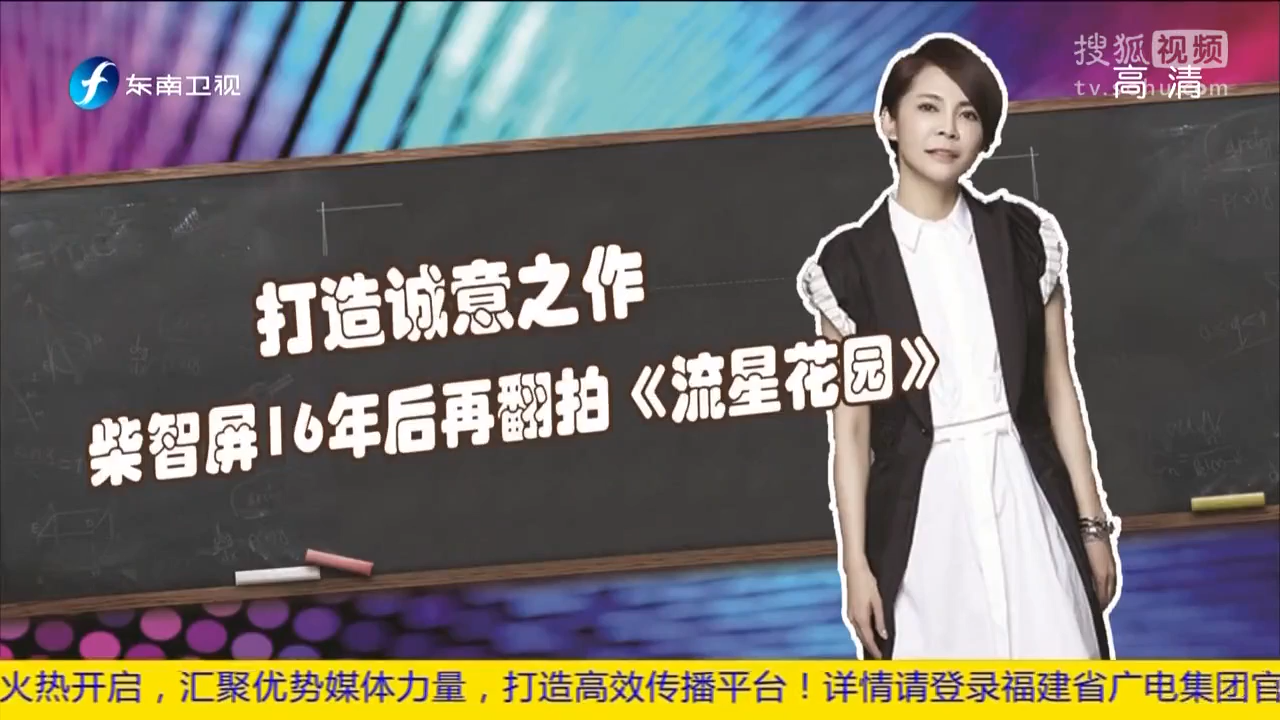 搜狐视频
东南卫视
高清
打造诚意之作
柴智屏16年后再翻拍《流星花园》
火热开启，汇聚优势媒体力量，打造高效传播平台！详情请登录福建省广电集团官